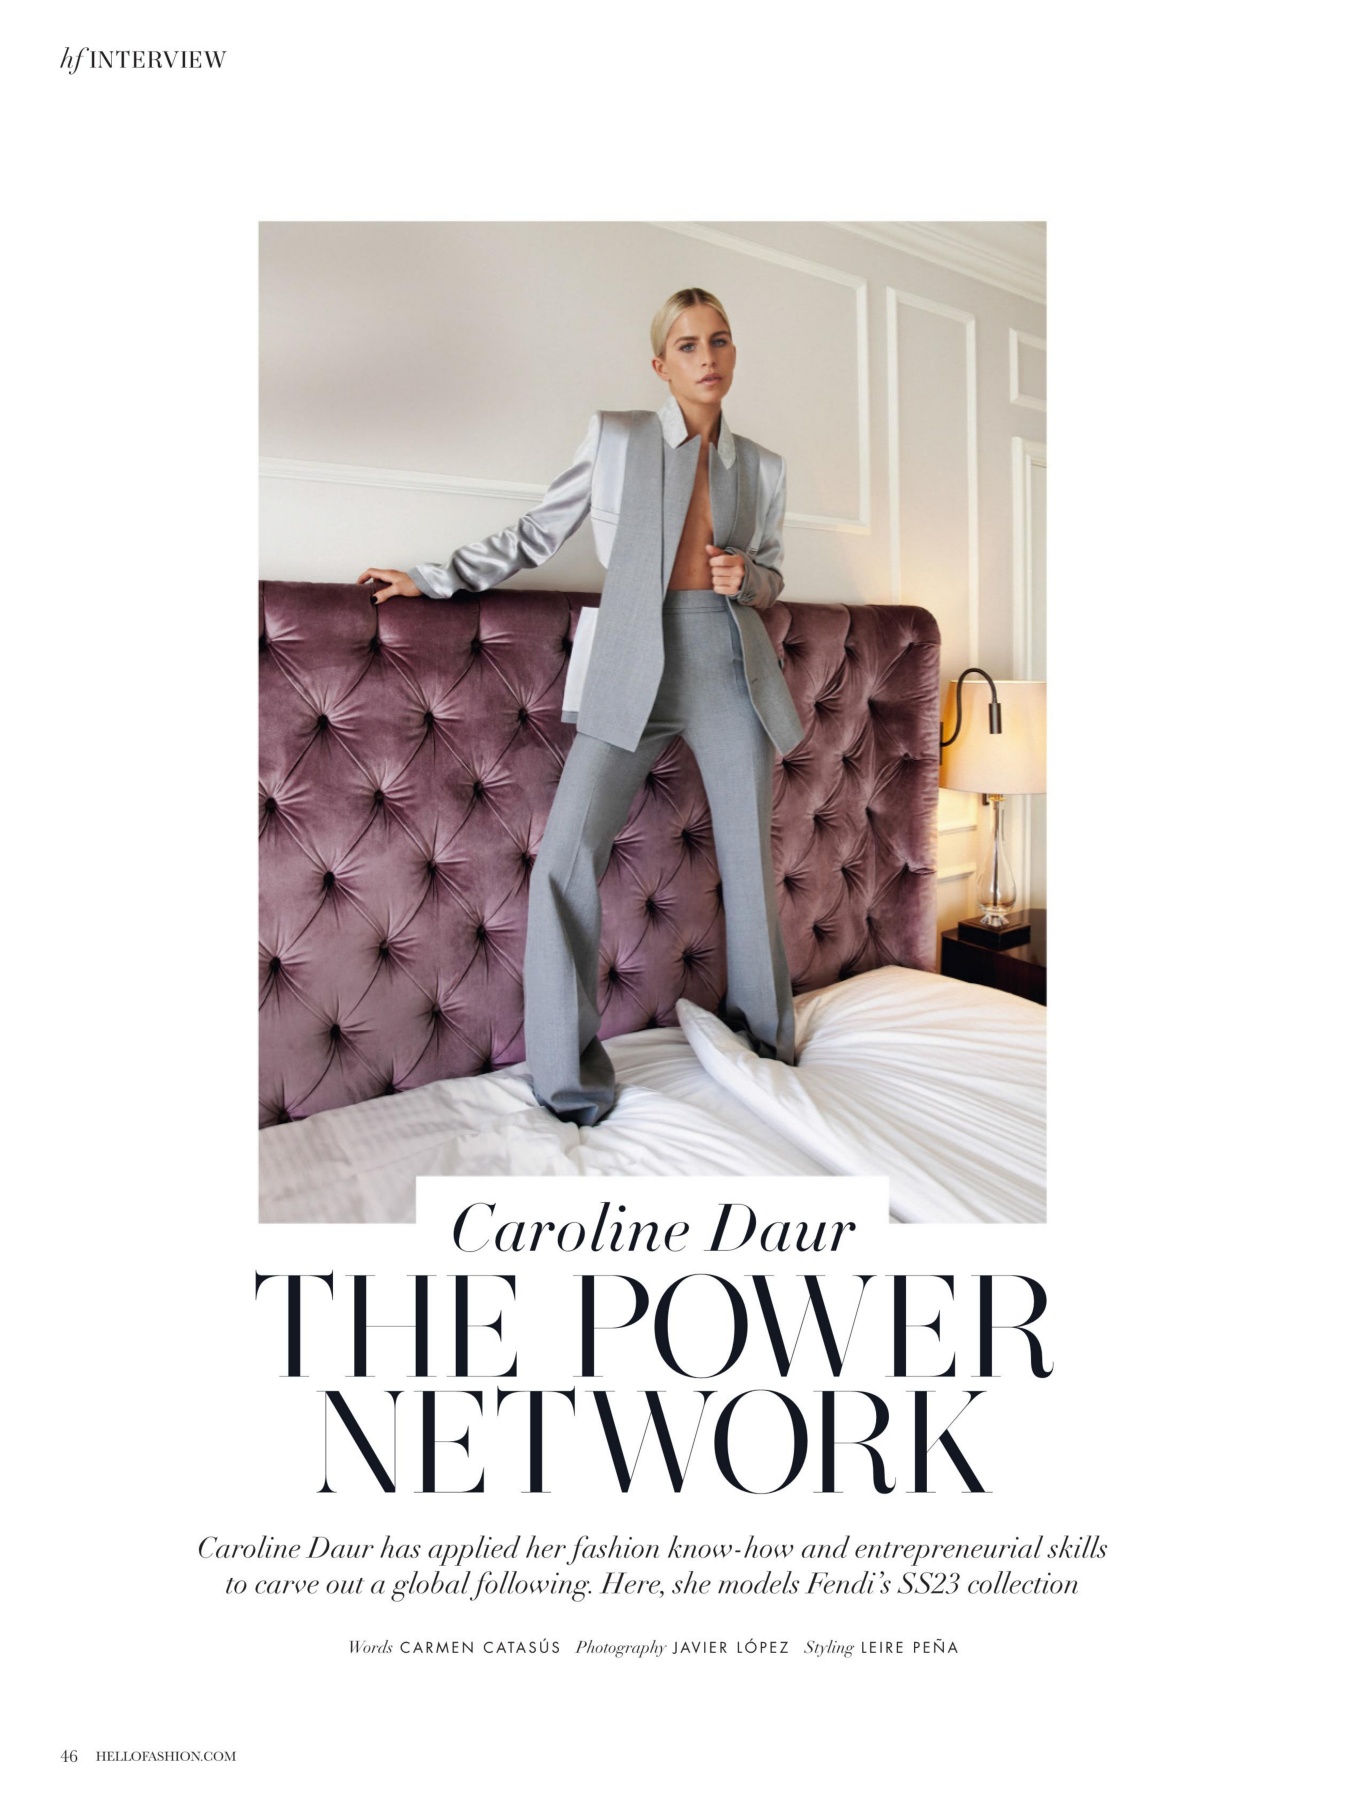 hf INTERVIEW
Caroline Daur
THE POWER
NETWORK
Caroline Daur has applied her fashion know-how and entrepreneurial skills
to carve out a global following. Here, she models Fendi’s SS23 collection
Words CARMEN CATASÚS Photography JAVIER LÓPEZ Styling LEIRE PEÑA
46 HELLOFASHION.COM